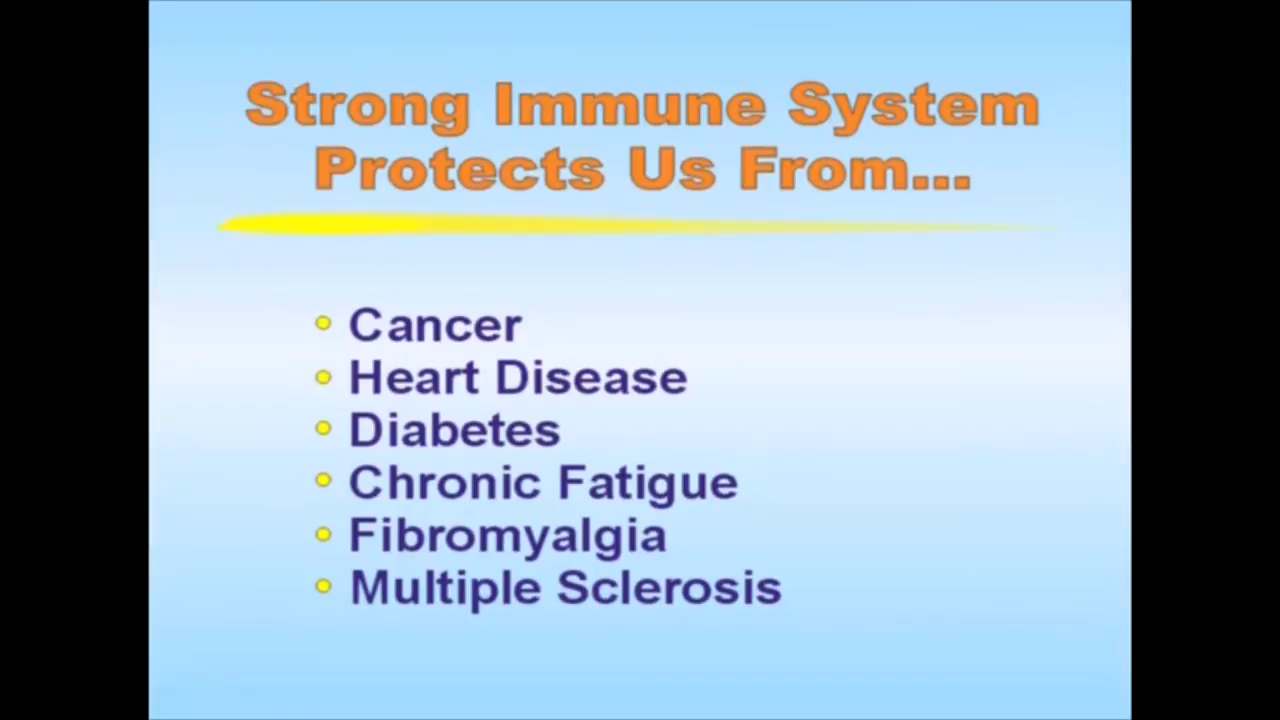 Strong Immune System
Protects Us From...
Cancer
Heart Disease
Diabetes
Chronic Fatigue
Fibromyalgia
Multiple Sclerosis